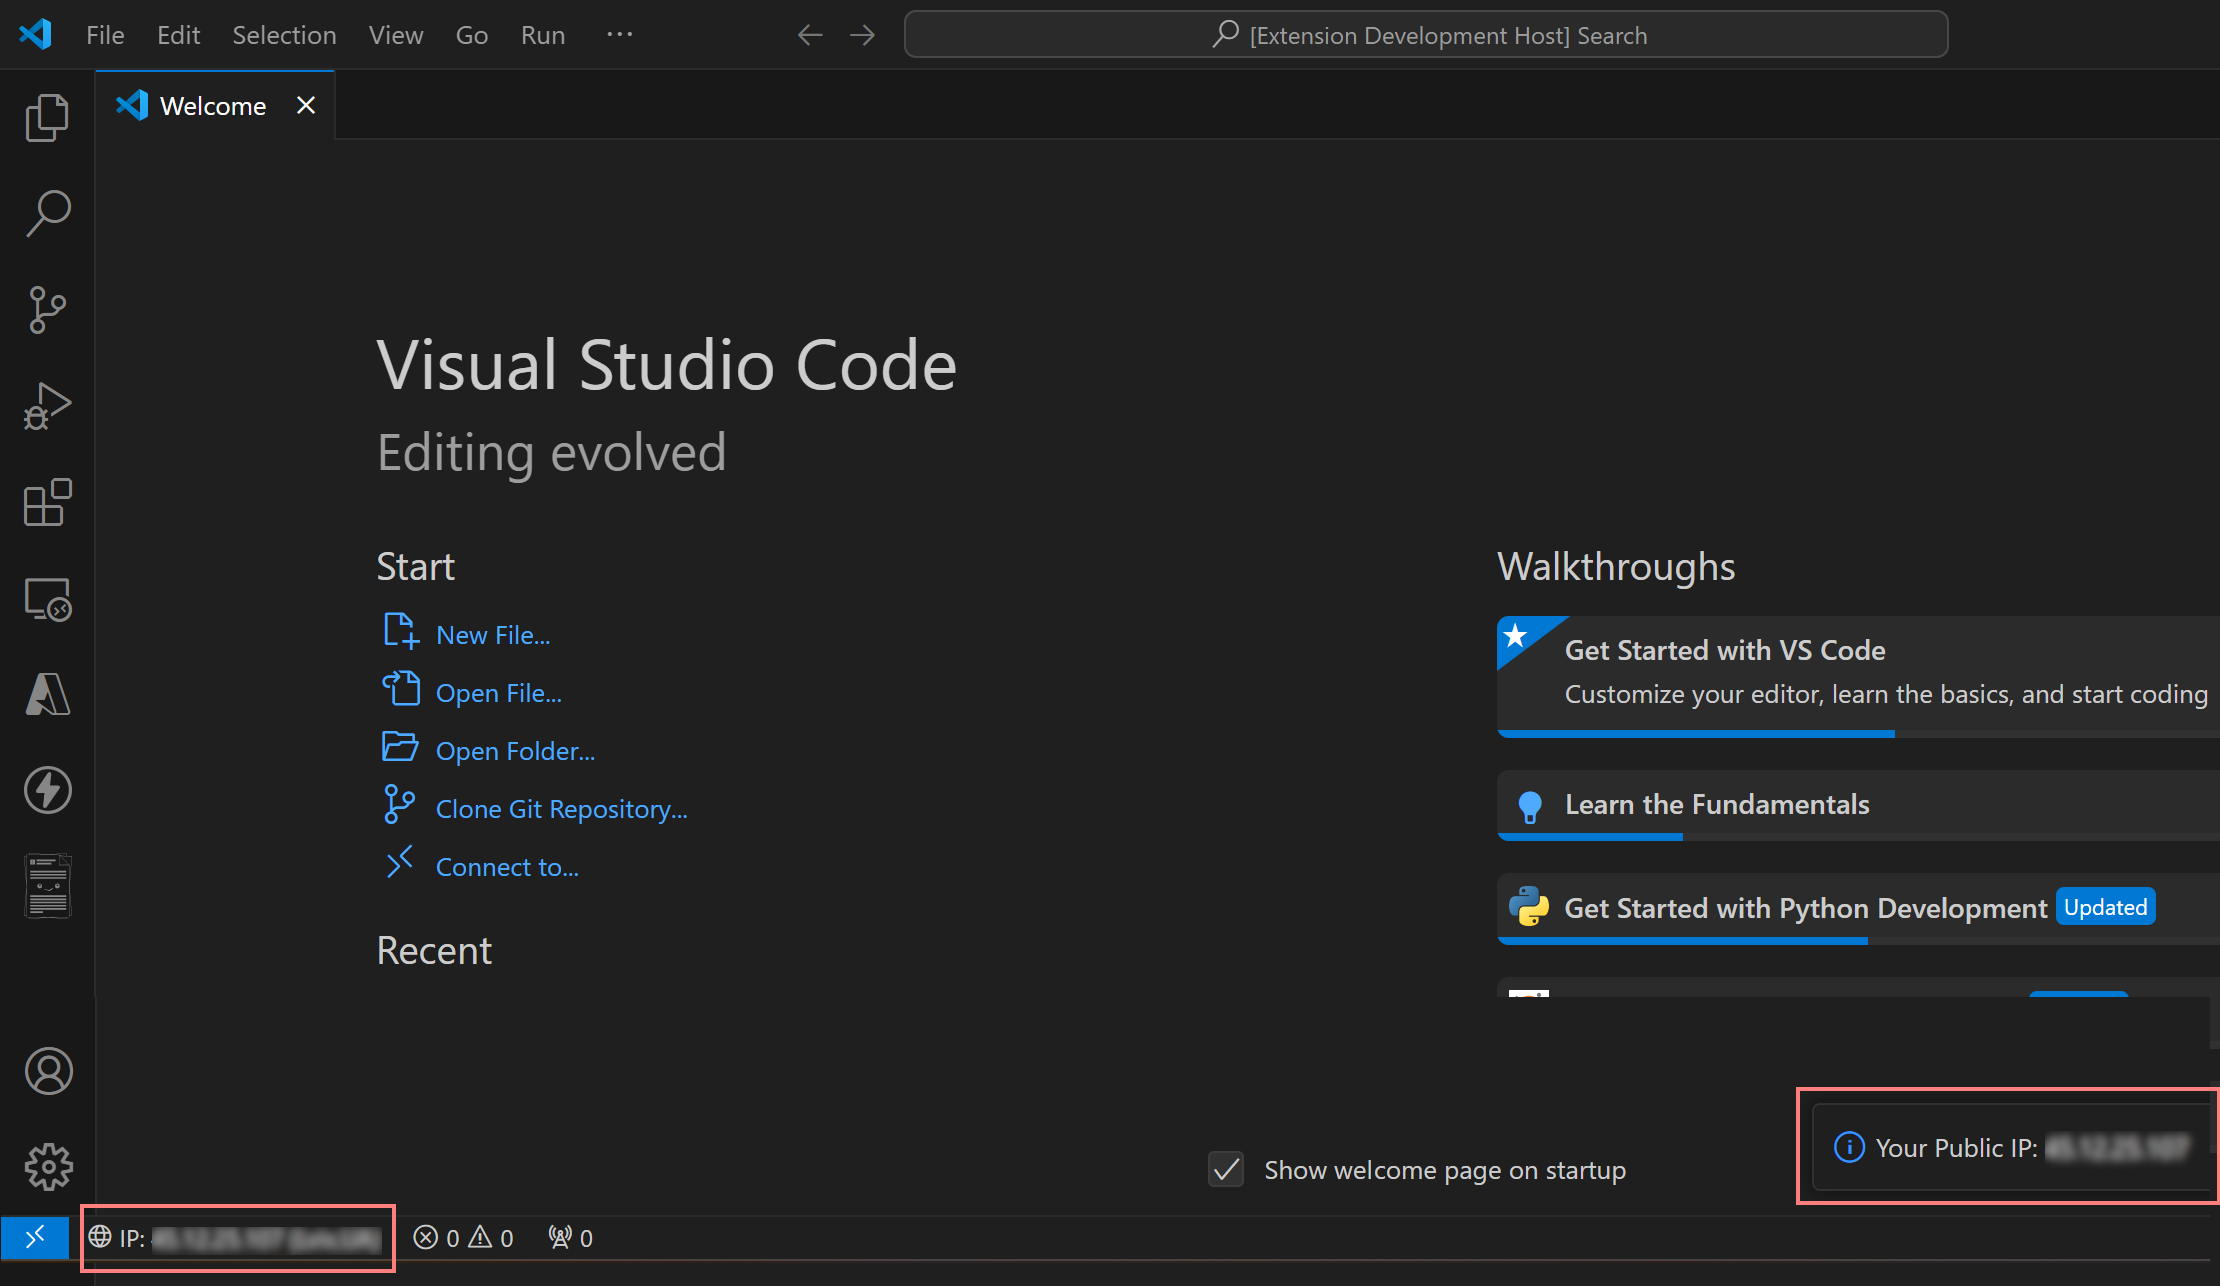 File Edit Selection View Go Run ···
[Extension Development Host] Search
Welcome
Visual Studio Code
Editing evolved
Start
New File...
Open File...
Open Folder...
Clone Git Repository...
Connect to...
Recent
Walkthroughs
Get Started with VS Code
Customize your editor, learn the basics, and start coding
Learn the Fundamentals
Get Started with Python Development Updated
Your Public IP:
Show welcome page on startup
IP: 0 0 0